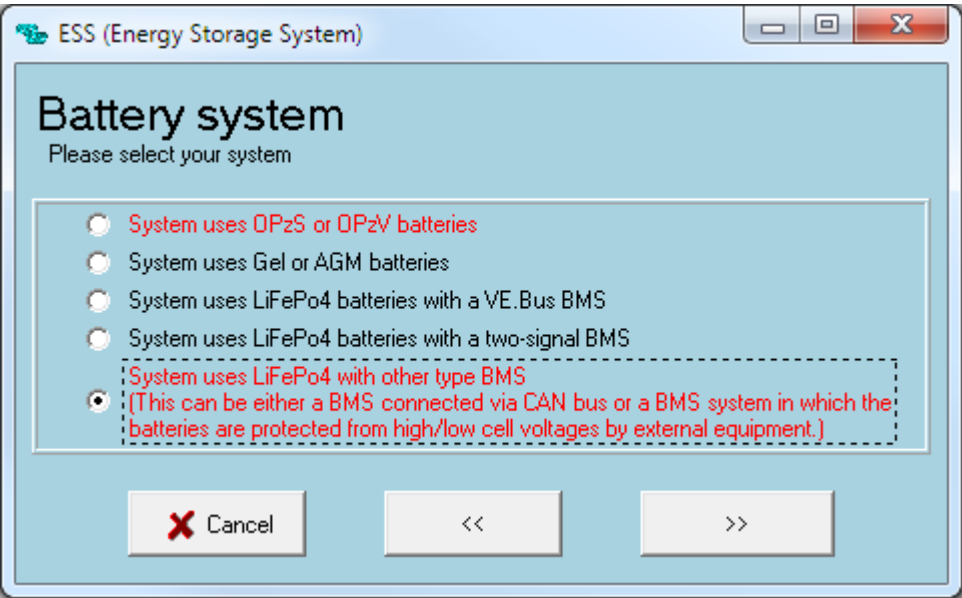 ESS (Energy Storage System)
Battery system
Please select your system
System uses OPzS or OPzV batteries
System uses Gel or AGM batteries
System uses LiFePo4 batteries with a VE.Bus BMS
System uses LiFePo4 batteries with a two-signal BMS
System uses LiFePo4 with other type BMS
(This can be either a BMS connected via CAN bus or a BMS system in which the
batteries are protected from high/low cell voltages by external equipment.)
Cancel
<<
>>